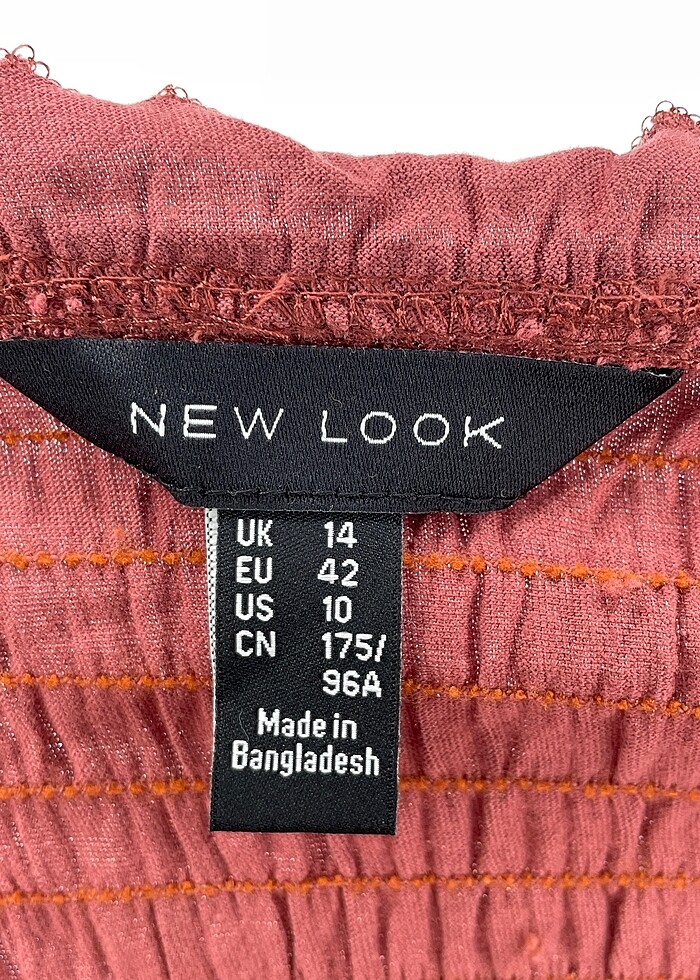 NEW LOOK
UK 14
EU 42
US 10
CN 175/
96A
Made in
Bangladesh